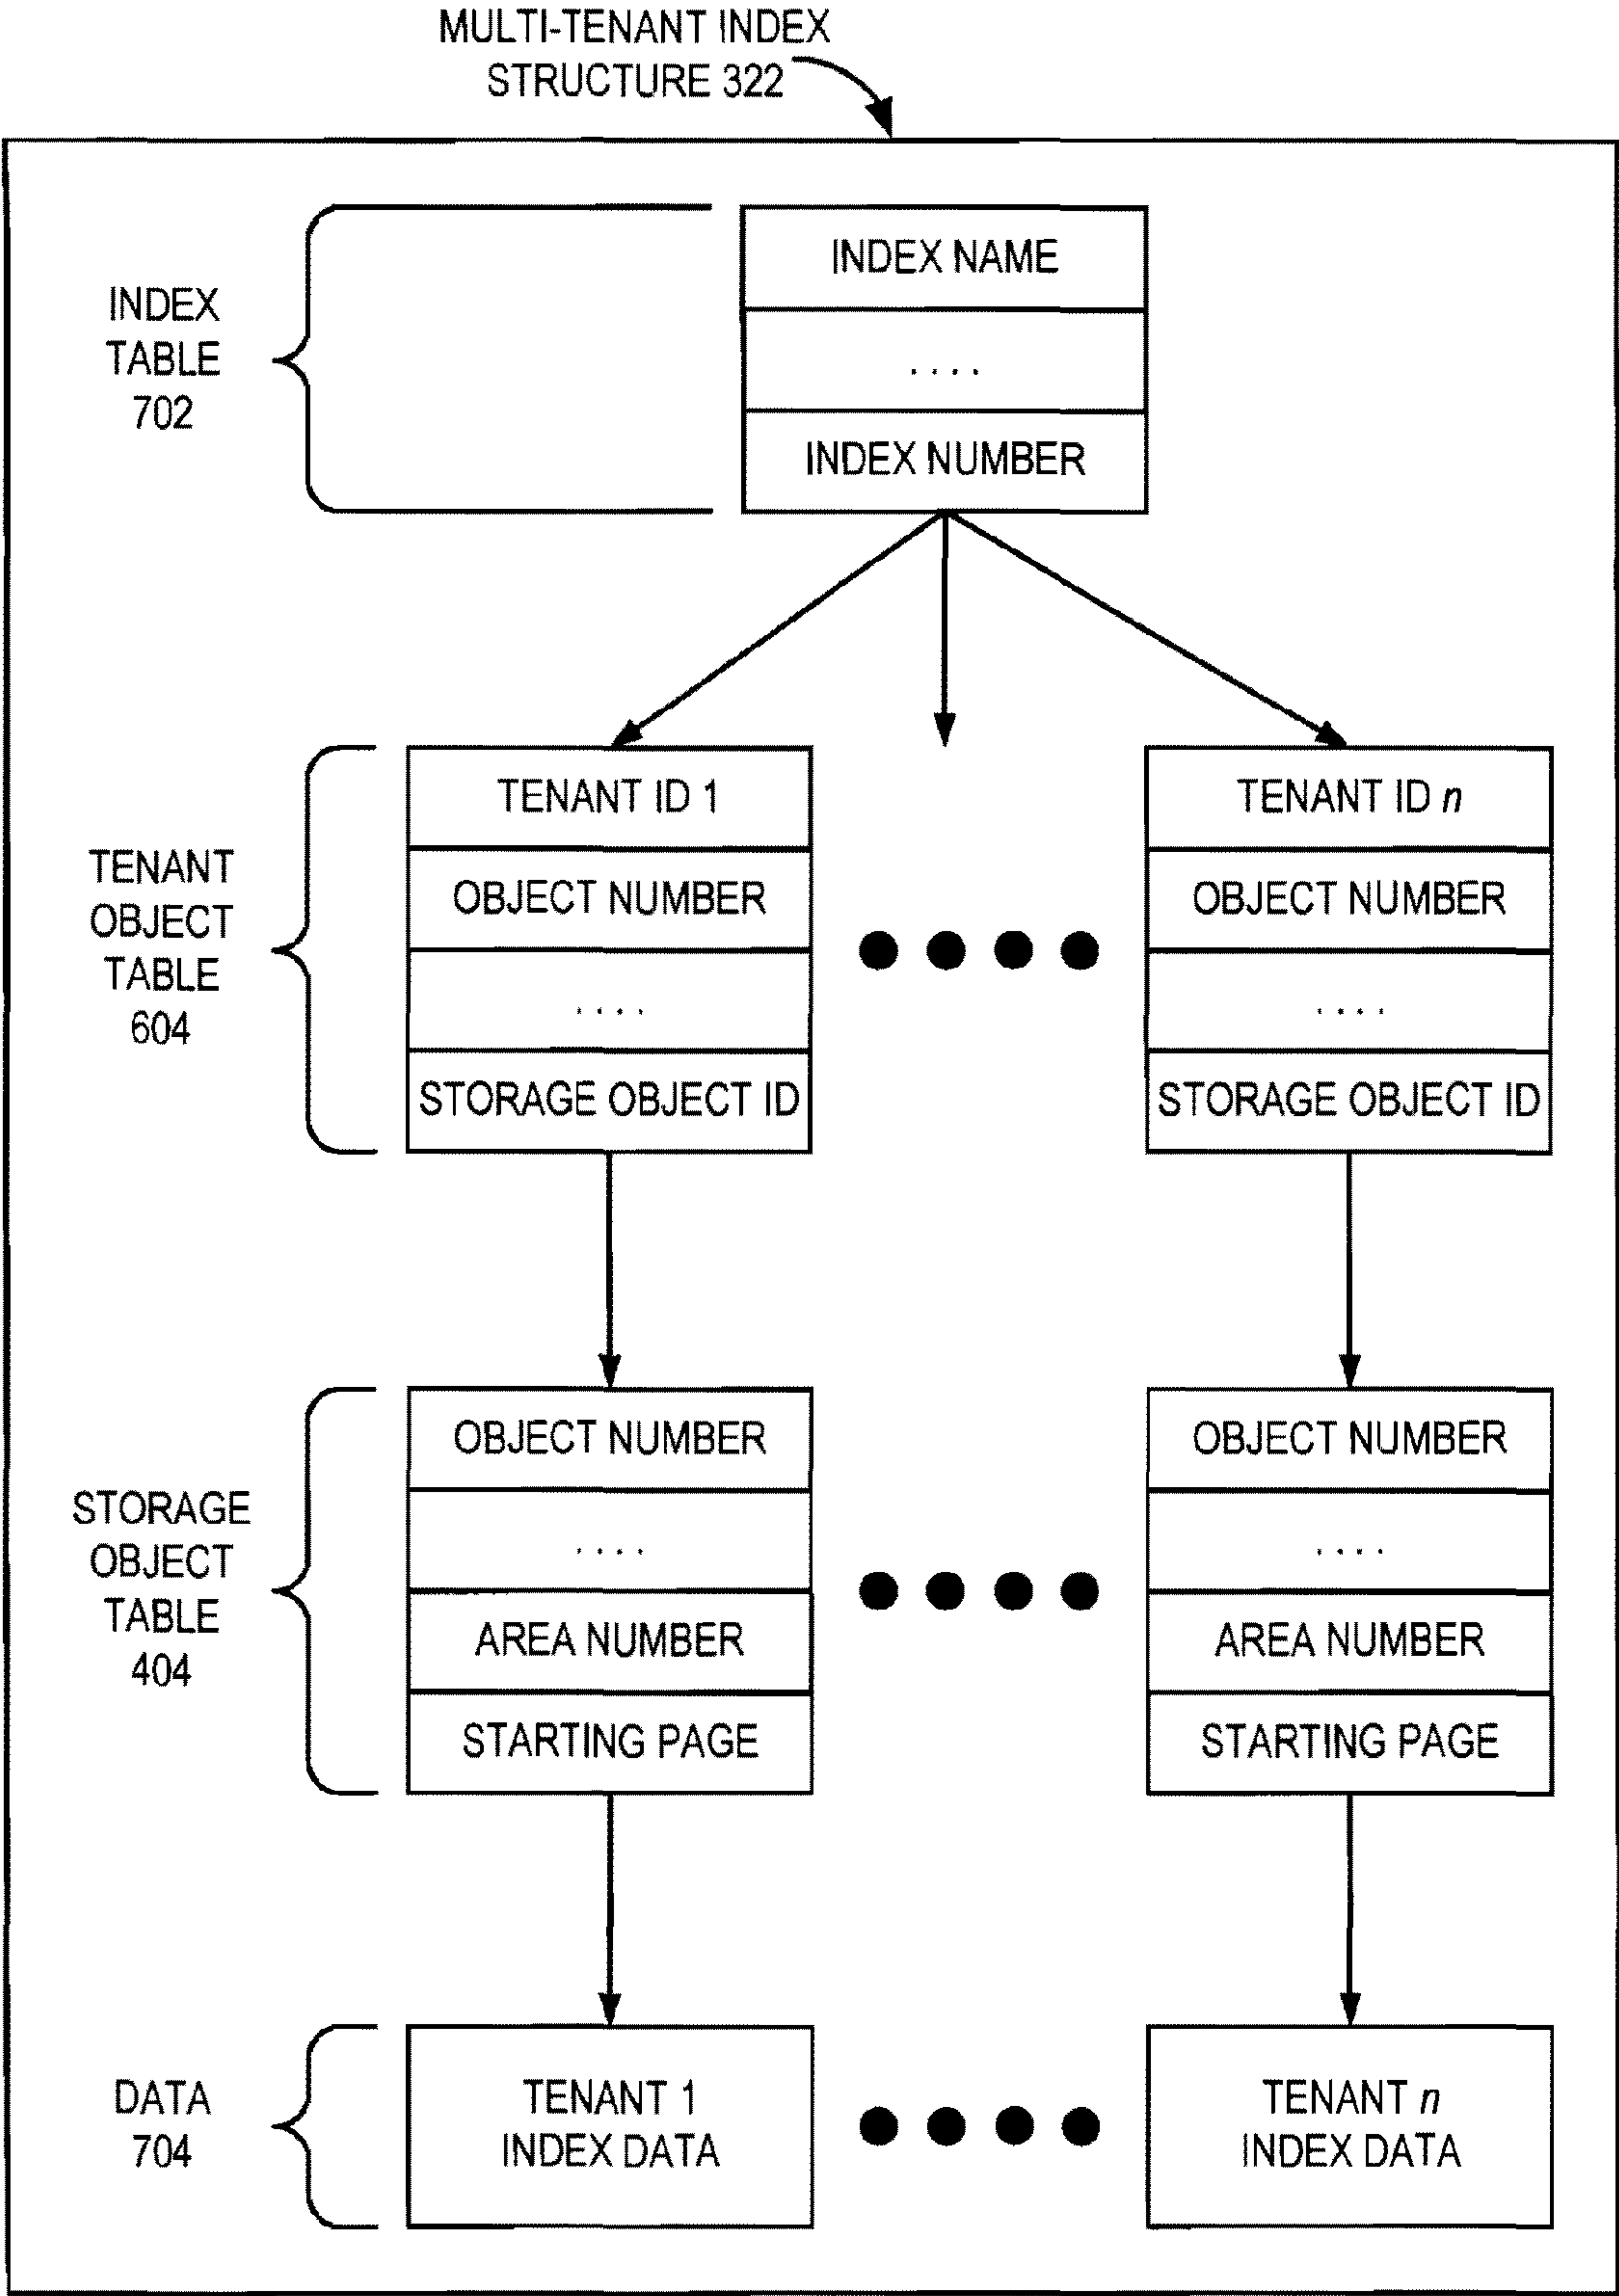 MULTI-TENANT INDEX
STRUCTURE 322
INDEX
TABLE
702
INDEX NAME
. . . .
INDEX NUMBER
TENANT
OBJECT
TABLE
604
TENANT ID 1
OBJECT NUMBER
. . . .
STORAGE OBJECT ID
TENANT ID n
OBJECT NUMBER
. . . .
STORAGE OBJECT ID
STORAGE
OBJECT
TABLE
404
OBJECT NUMBER
. . . .
AREA NUMBER
STARTING PAGE
OBJECT NUMBER
. . . .
AREA NUMBER
STARTING PAGE
DATA
704
TENANT 1
INDEX DATA
TENANT n
INDEX DATA